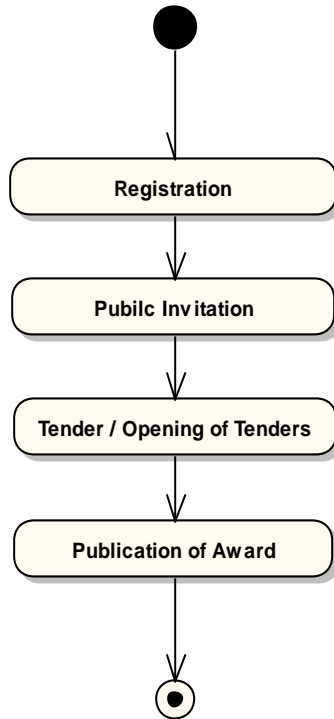 Registration
Pubilc Invitation
Tender / Opening of Tenders
Publication of Award